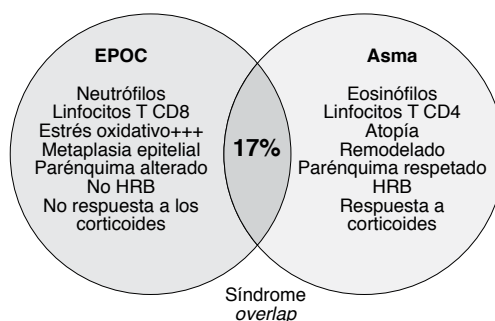 EPOC
Neutrófilos
Linfocitos T CD8
Estrés oxidativo+++
Metaplasia epitelial
Parénquima alterado
No HRB
No respuesta a los
corticoides
17%
Asma
Eosinófilos
Linfocitos T CD4
Atopía
Remodelado
Parénquima respetado
HRB
Respuesta a
corticoides
Síndrome
overlap